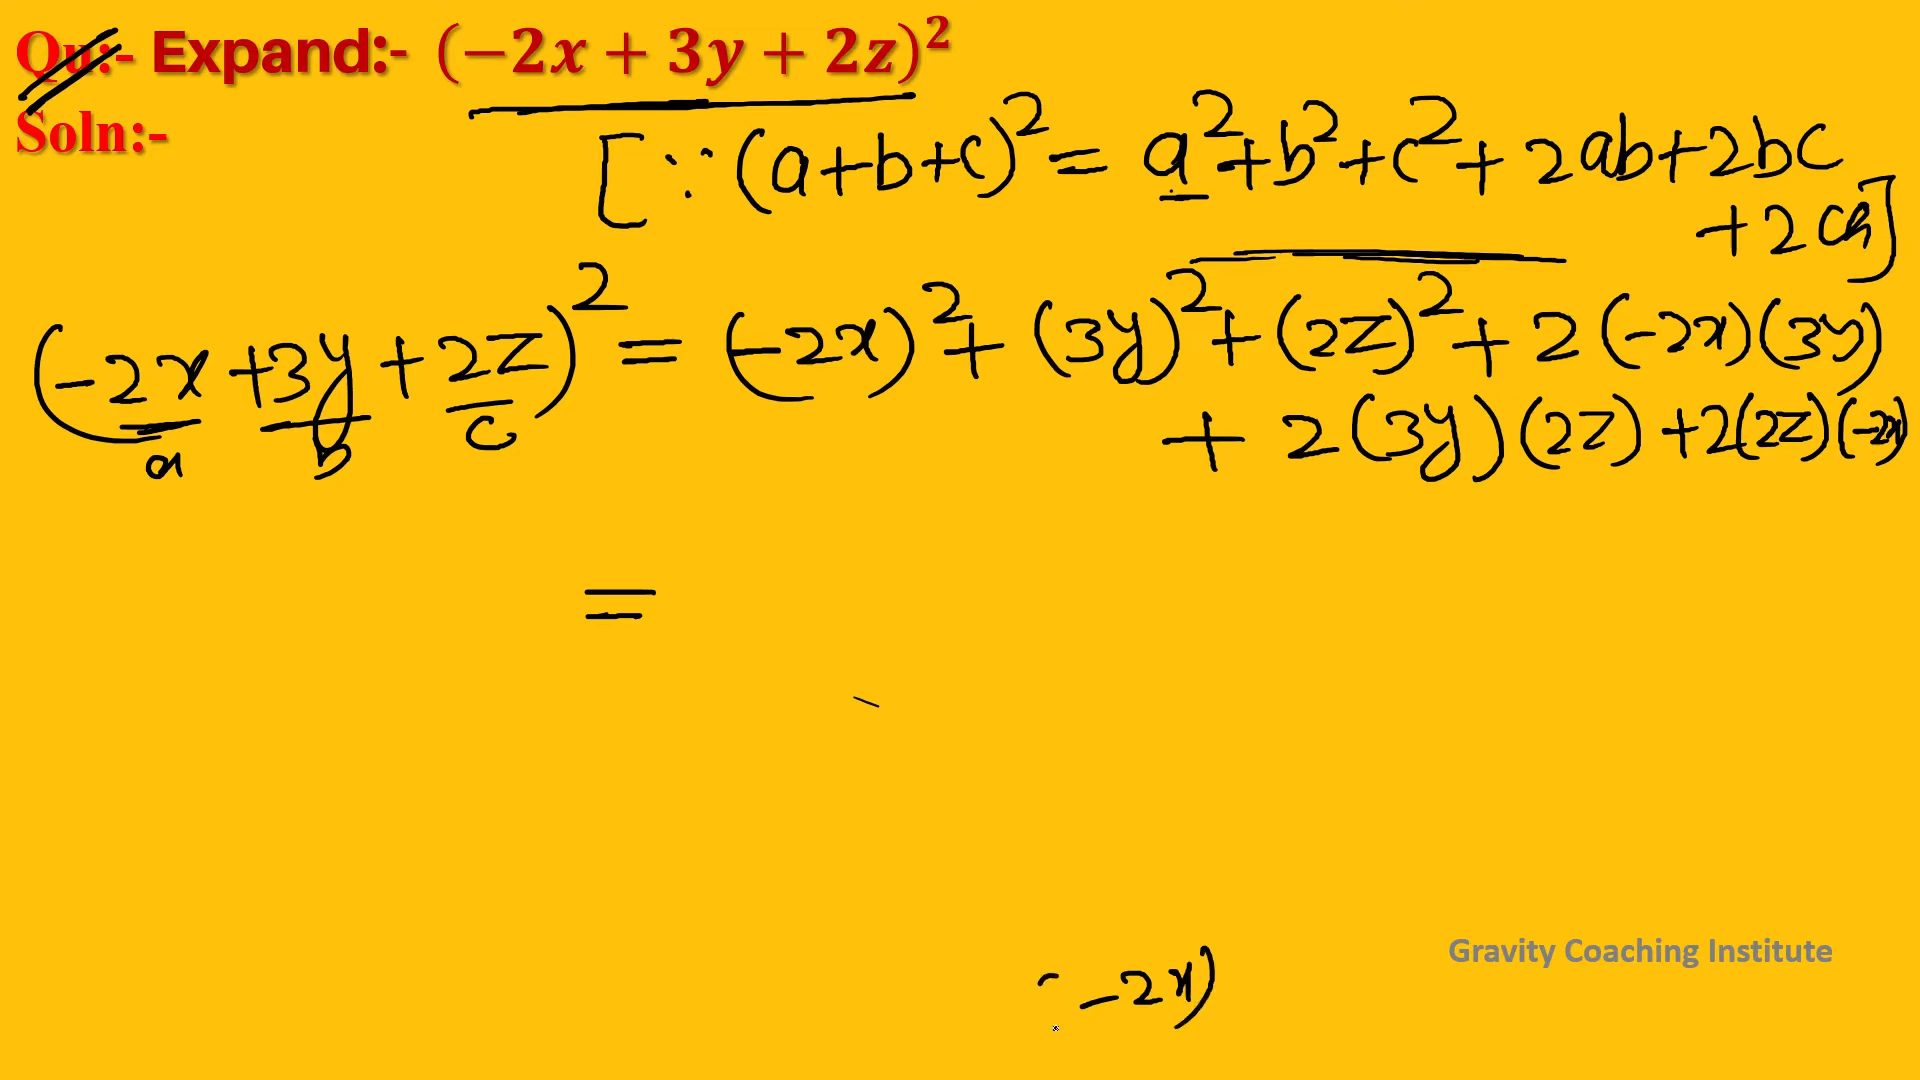 Qu:- Expand:- (−2x + 3y + 2z)²
Soln:-
[∵ (a+b+c)² = a²+b²+c²+2ab+2bc
+2ca]
(-2x+3y+2z)² = (-2x)²+(3y)²+(2z)²+2(-2x)(3y)
a b c
+2(3y)(2z)+2(2z)(-2x)
=
Gravity Coaching Institute
-2x)